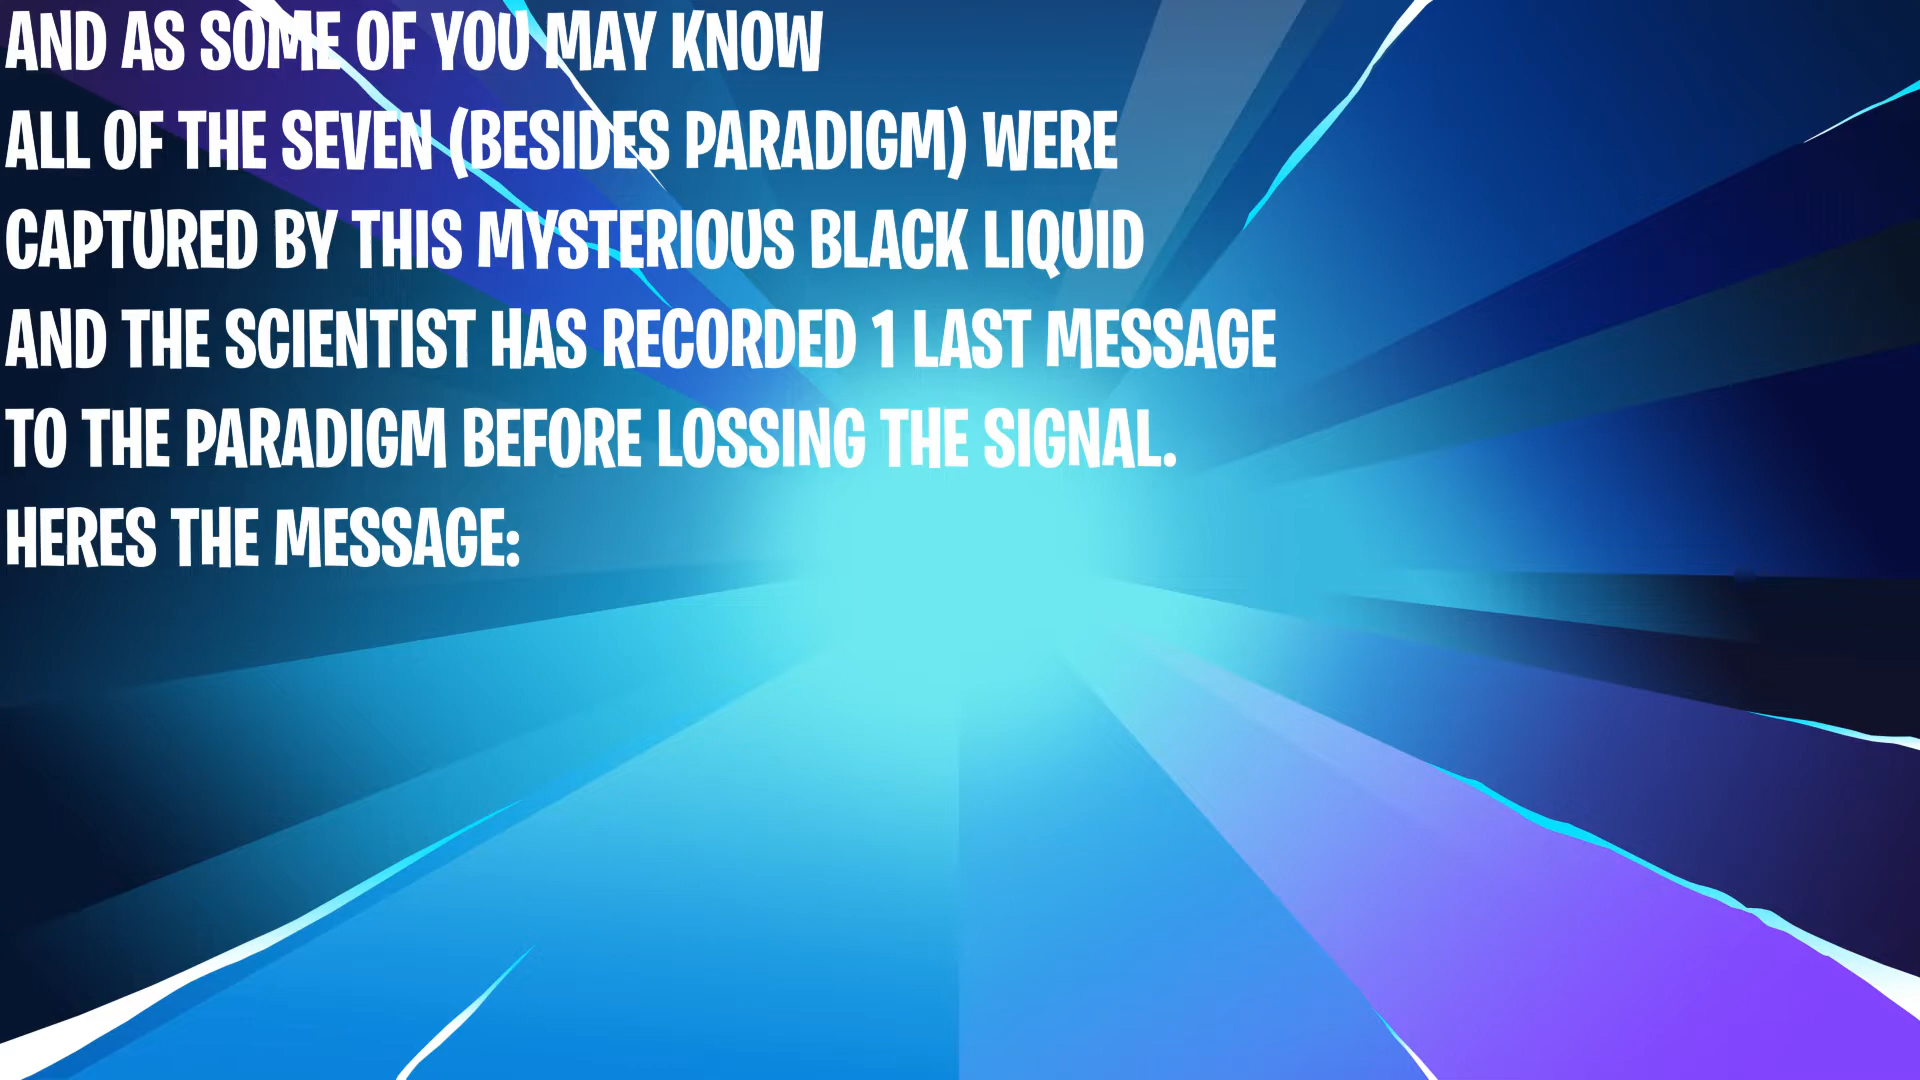 AND AS SOME OF YOU MAY KNOW
ALL OF THE SEVEN (BESIDES PARADIGM) WERE
CAPTURED BY THIS MYSTERIOUS BLACK LIQUID
AND THE SCIENTIST HAS RECORDED 1 LAST MESSAGE
TO THE PARADIGM BEFORE LOSSING THE SIGNAL.
HERES THE MESSAGE: